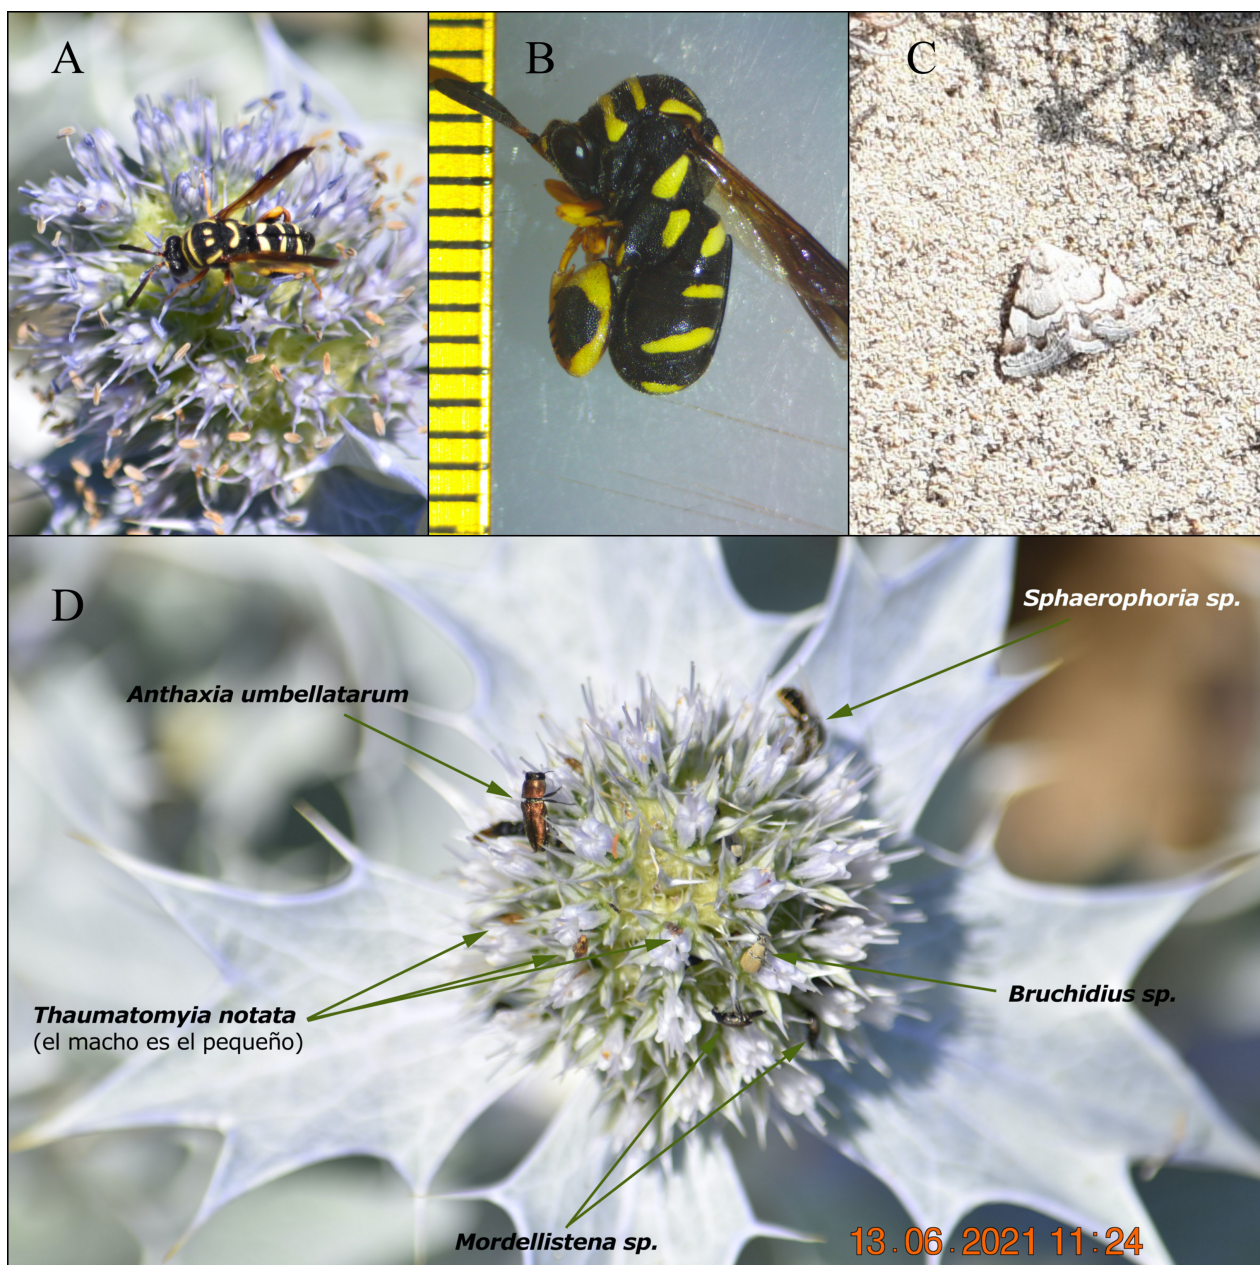 A
B
C
D
Sphaerophoria sp.
Anthaxia umbellatarum
Bruchidius sp.
Thaumatomyia notata
(el macho es el pequeño)
Mordellistena sp.
13.06.2021 11:24